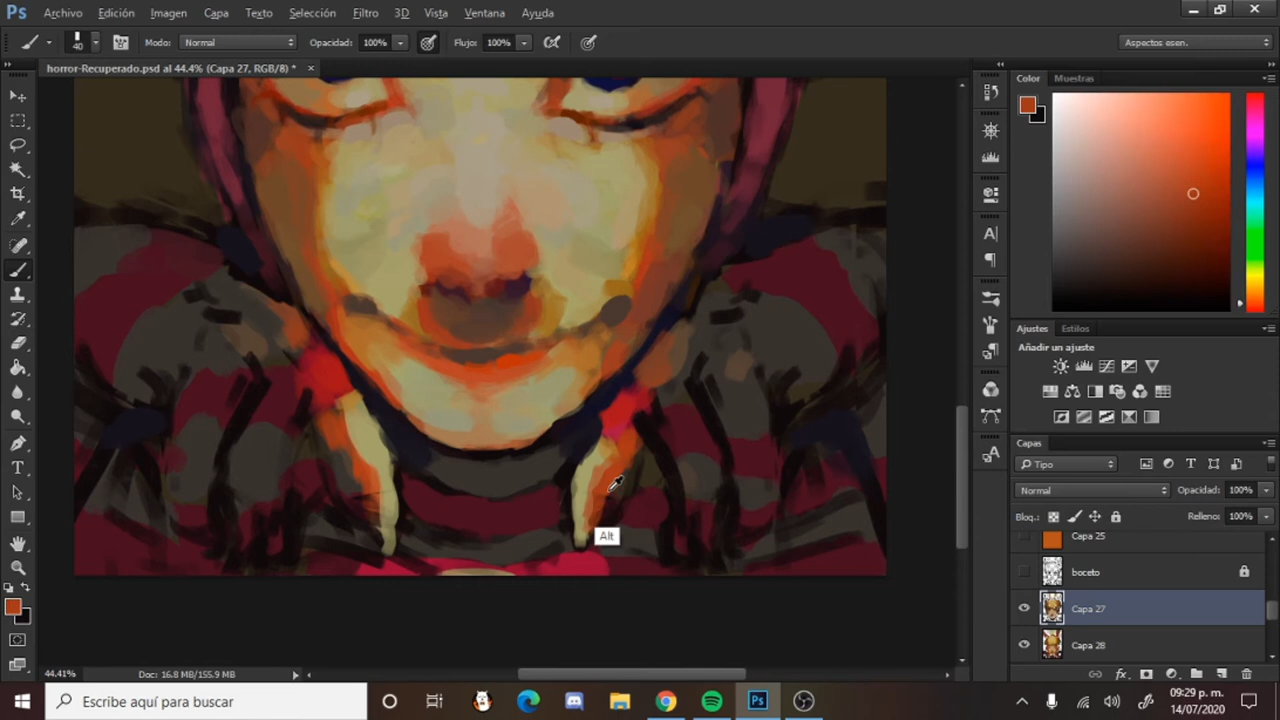 Ps Archivo Edición Imagen Capa Texto Selección Filtro 3D Vista Ventana Ayuda
40 Modo: Normal Opacidad: 100% Flujo: 100% Aspectos esen.
horror-Recuperado.psd al 44.4% (Capa 27, RGB/8) *
Color Muestras
Ajustes Estilos
Añadir un ajuste
Capas
Tipo
Normal Opacidad: 100%
Bloq.: Relleno: 100%
Capa 25
Alt
boceto
Capa 27
Capa 28
44.41% Doc: 16.8 MB/155.9 MB
Escribe aquí para buscar
Ps
09:29 p. m.
14/07/2020